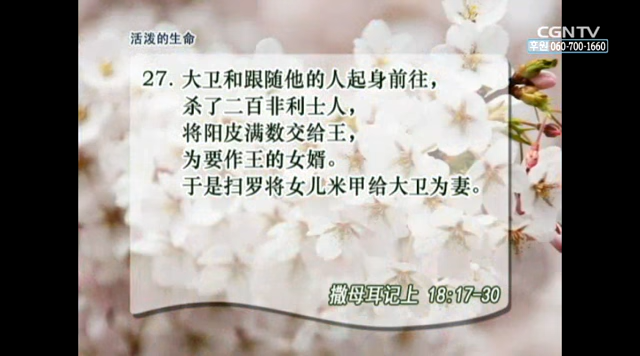 活泼的生命
CGNTV
후원 060-700-1660
27. 大卫和跟随他的人起身前往，
杀了二百非利士人，
将阳皮满数交给王，
为要作王的女婿。
于是扫罗将女儿米甲给大卫为妻。
撒母耳记上 18:17-30